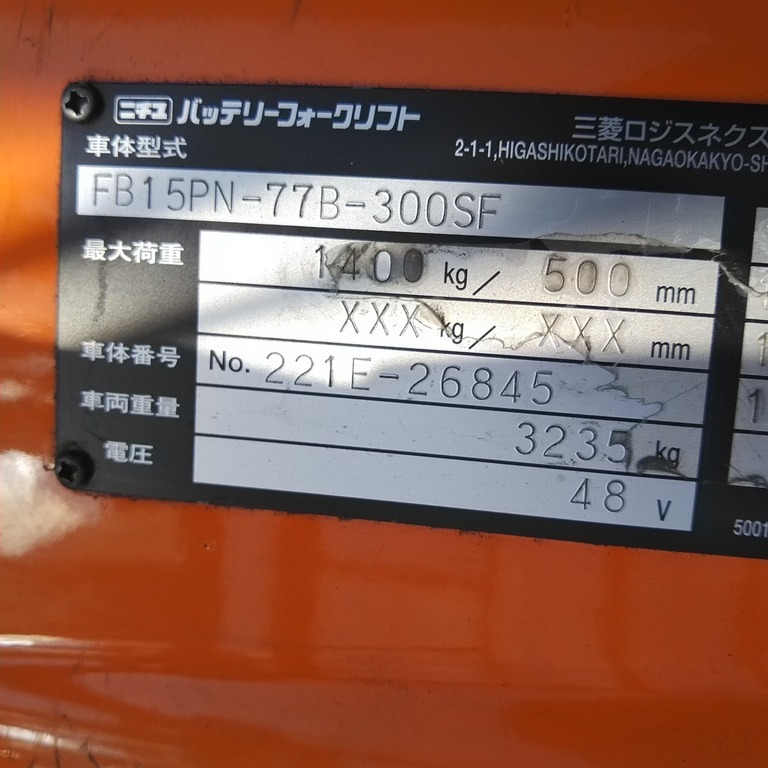 ニチユ バッテリーフォークリフト
三菱ロジスネクス
車体型式
2-1-1,HIGASHIKOTARI,NAGAOKAKYO-SH
FB15PN-77B-300SF
最大荷重 1400 kg/ 500 mm
XXX kg/ XXX mm
車体番号 No. 221E-26845
車両重量 3235 kg
電圧 48 V
5001